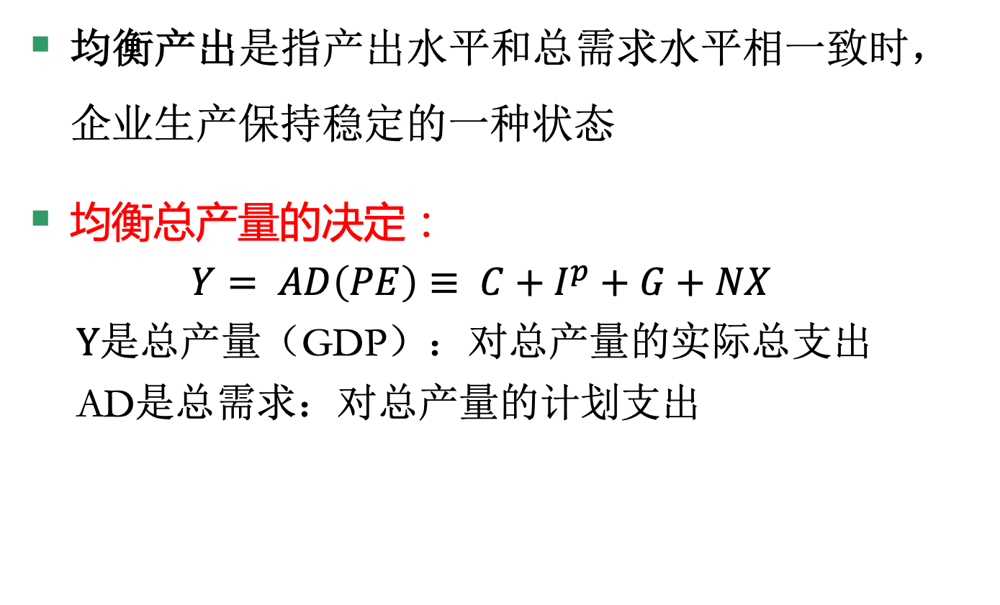 ▪ 均衡产出是指产出水平和总需求水平相一致时，
企业生产保持稳定的一种状态
▪ 均衡总产量的决定：
Y = AD(PE) ≡ C + I^p + G + NX
Y是总产量（GDP）：对总产量的实际总支出
AD是总需求：对总产量的计划支出